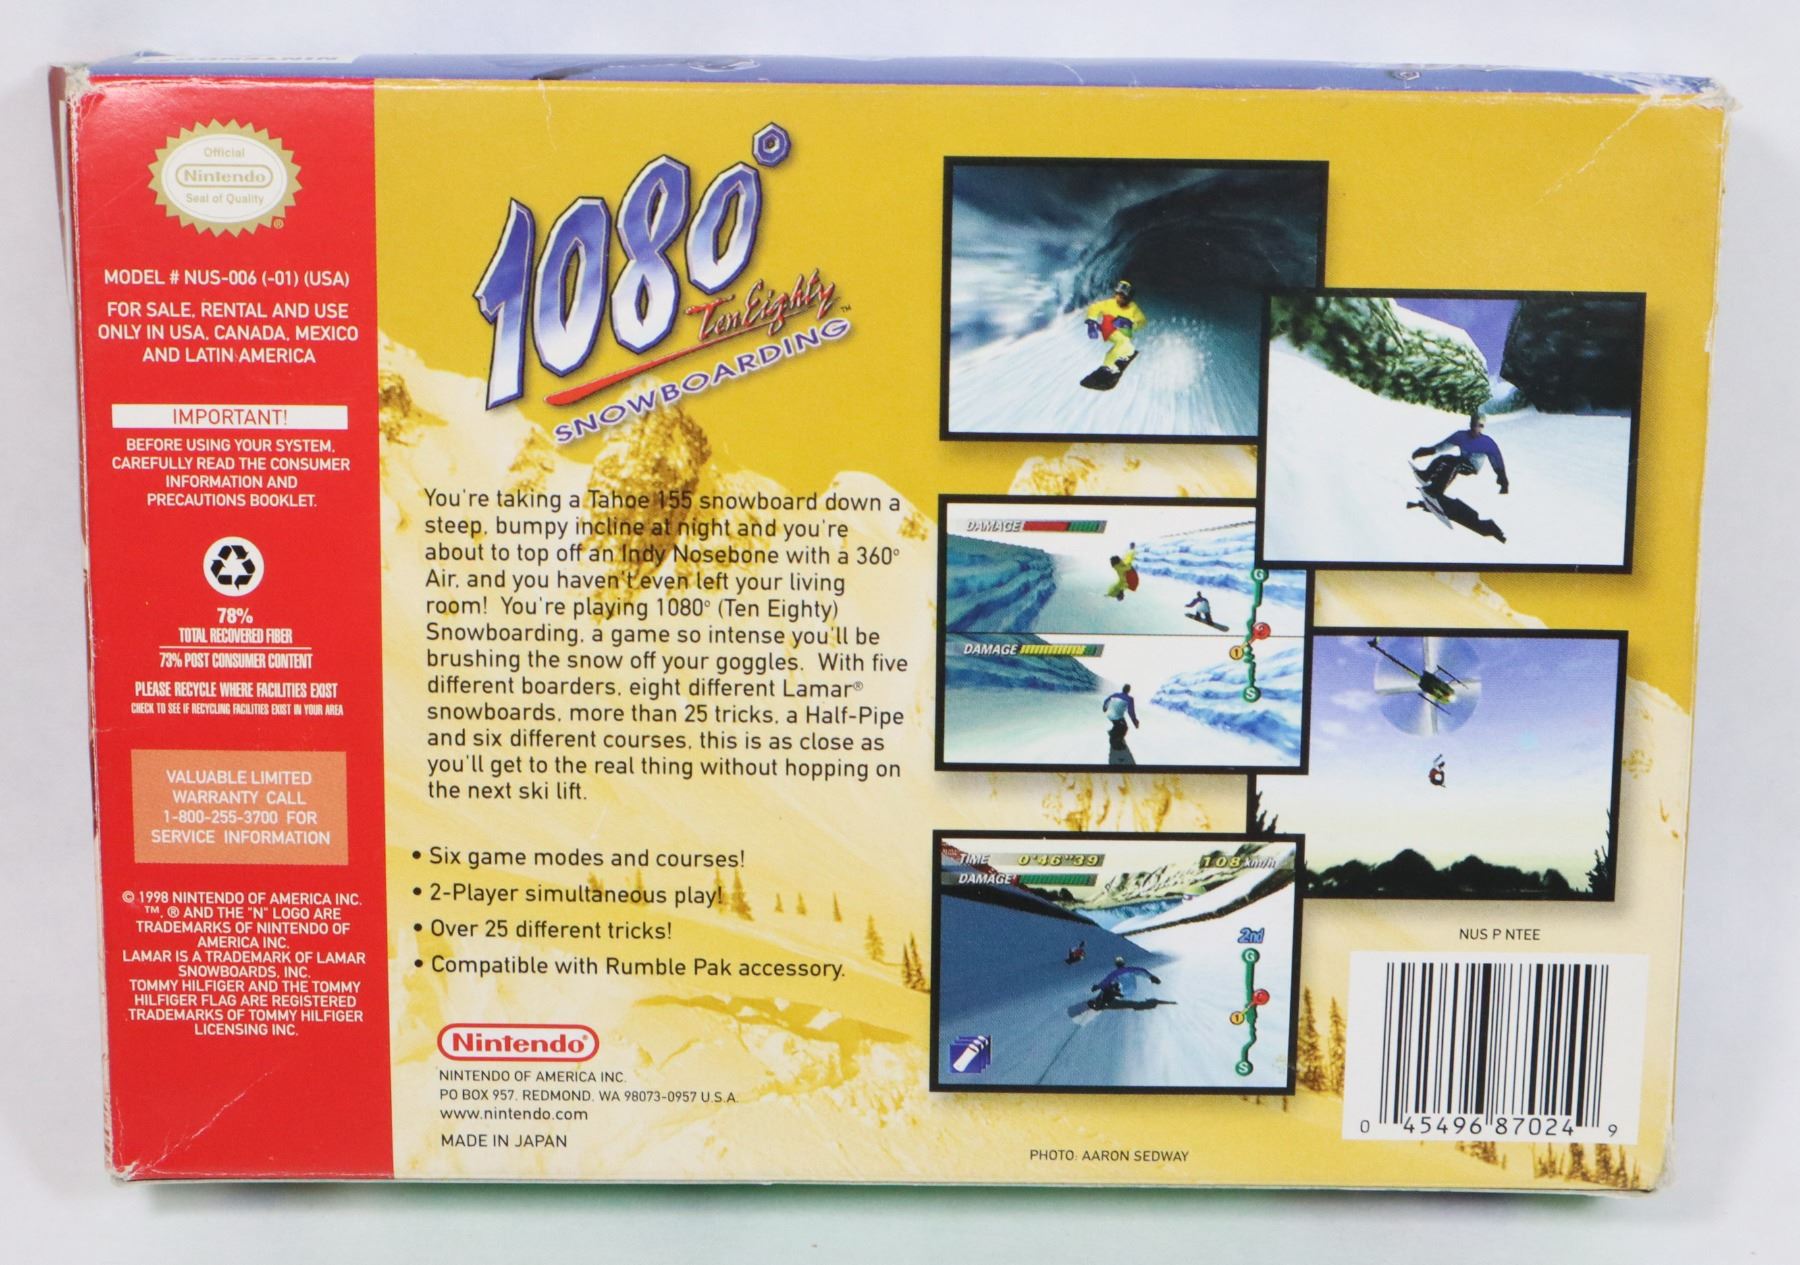 Official
Nintendo
Seal of Quality
®
MODEL # NUS-006 (-01) (USA)
FOR SALE, RENTAL AND USE
ONLY IN USA, CANADA, MEXICO
AND LATIN AMERICA
IMPORTANT!
BEFORE USING YOUR SYSTEM,
CAREFULLY READ THE CONSUMER
INFORMATION AND
PRECAUTIONS BOOKLET.
78%
TOTAL RECOVERED FIBER
73% POST CONSUMER CONTENT
PLEASE RECYCLE WHERE FACILITIES EXIST
CHECK TO SEE IF RECYCLING FACILITIES EXIST IN YOUR AREA
VALUABLE LIMITED
WARRANTY CALL
1-800-255-3700 FOR
SERVICE INFORMATION
© 1998 NINTENDO OF AMERICA INC.
™, ® AND THE "N" LOGO ARE
TRADEMARKS OF NINTENDO OF
AMERICA INC.
LAMAR IS A TRADEMARK OF LAMAR
SNOWBOARDS, INC.
TOMMY HILFIGER AND THE TOMMY
HILFIGER FLAG ARE REGISTERED
TRADEMARKS OF TOMMY HILFIGER
LICENSING INC.
1080°
Ten Eighty™
SNOWBOARDING
You're taking a Tahoe 155 snowboard down a
steep, bumpy incline at night and you're
about to top off an Indy Nosebone with a 360°
Air, and you haven't even left your living
room! You're playing 1080° (Ten Eighty)
Snowboarding, a game so intense you'll be
brushing the snow off your goggles. With five
different boarders, eight different Lamar®
snowboards, more than 25 tricks, a Half-Pipe
and six different courses, this is as close as
you'll get to the real thing without hopping on
the next ski lift.
• Six game modes and courses!
• 2-Player simultaneous play!
• Over 25 different tricks!
• Compatible with Rumble Pak accessory.
Nintendo®
NINTENDO OF AMERICA INC.
PO BOX 957, REDMOND, WA 98073-0957 U.S.A.
www.nintendo.com
MADE IN JAPAN
DAMAGE
G
1
DAMAGE
S
TIME 0'46"39 108 km/h
DAMAGE
2nd
G
1
S
PHOTO: AARON SEDWAY
NUS P NTEE
0 45496 87024 9